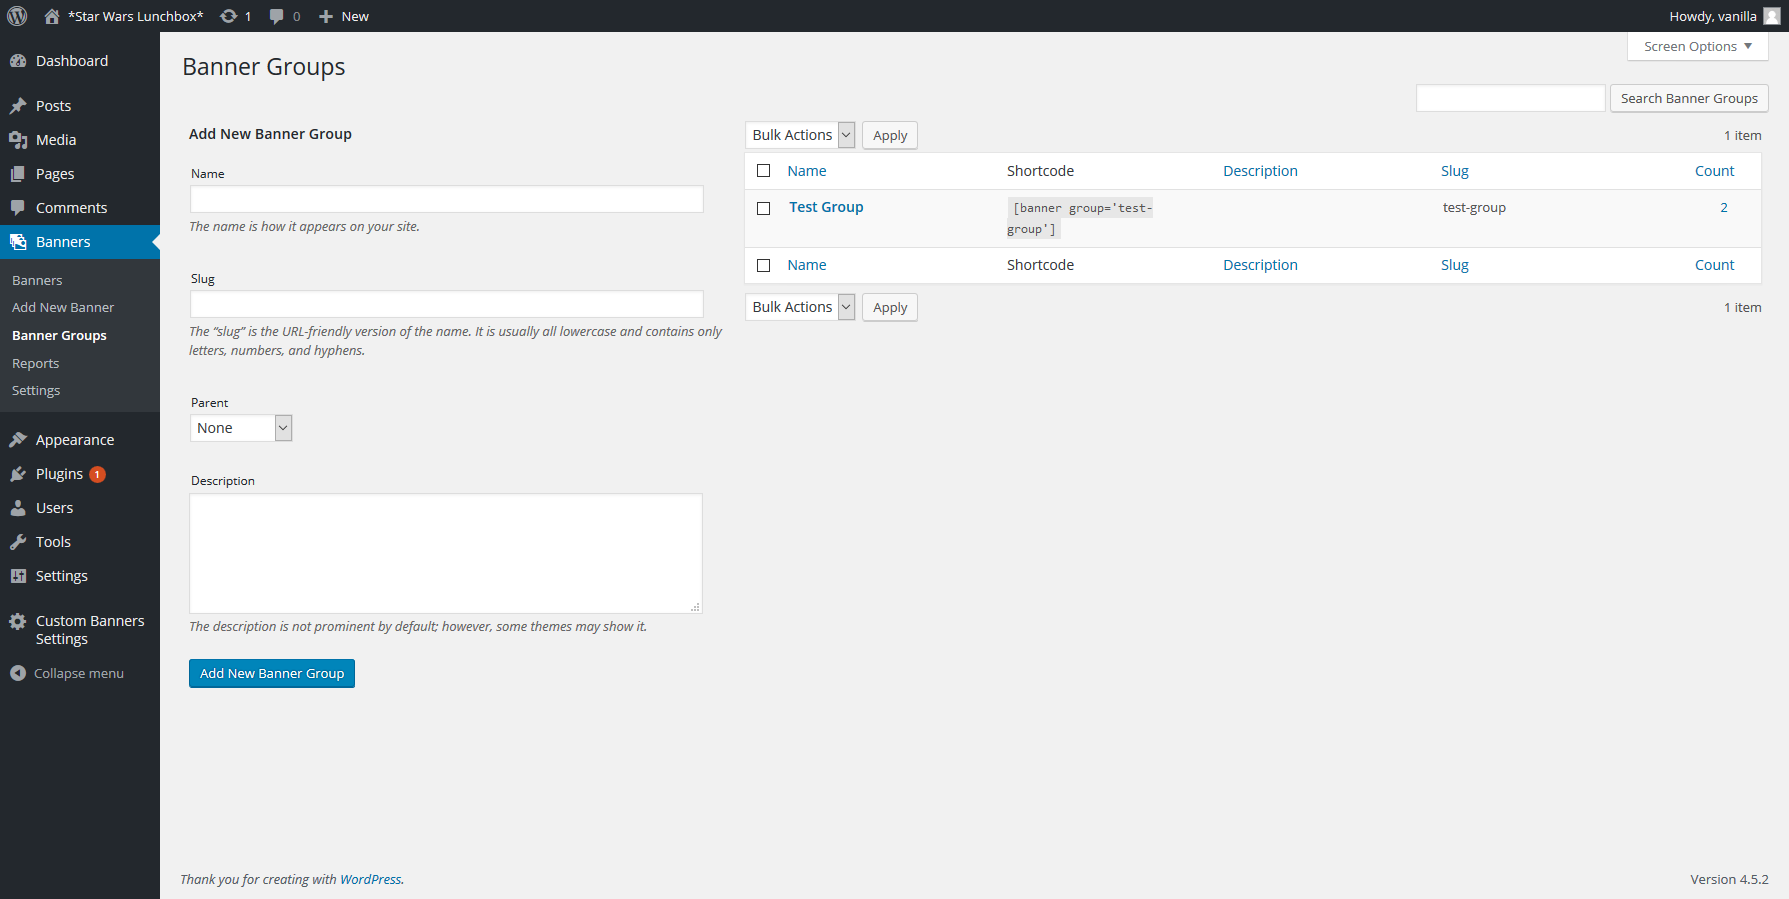 *Star Wars Lunchbox* 1 0 New Howdy, vanilla
Dashboard
Posts
Media
Pages
Comments
Banners
Banners
Add New Banner
Banner Groups
Reports
Settings
Appearance
Plugins 1
Users
Tools
Settings
Custom Banners
Settings
Collapse menu
Screen Options
Banner Groups
Search Banner Groups
Add New Banner Group
Name
The name is how it appears on your site.
Slug
The “slug” is the URL-friendly version of the name. It is usually all lowercase and contains only
letters, numbers, and hyphens.
Parent
None
Description
The description is not prominent by default; however, some themes may show it.
Add New Banner Group
Bulk Actions Apply 1 item
Name Shortcode Description Slug Count
Test Group [banner group='test- test-group 2
group']
Name Shortcode Description Slug Count
Bulk Actions Apply 1 item
Thank you for creating with WordPress. Version 4.5.2